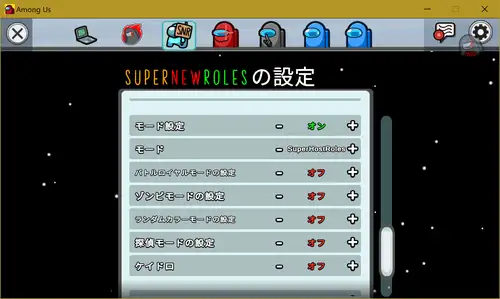 Among Us
SNR
SUPERNEWROLESの設定
モード設定 - オン +
モード - SuperHostRoles +
バトルロイヤルモードの設定 - オフ +
ゾンビモードの設定 - オフ +
ランダムカラーモードの設定 - オフ +
探偵モードの設定 - オフ +
ケイドロ - オフ +